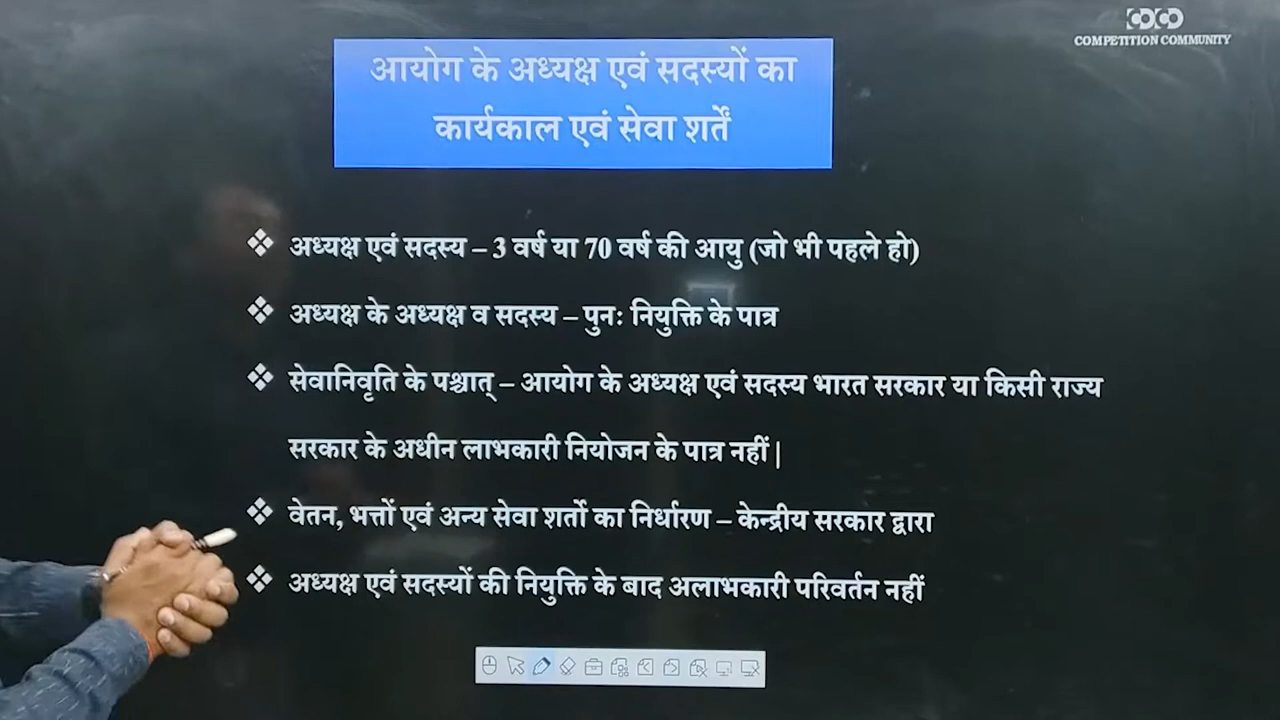 COCO
COMPETITION COMMUNITY
आयोग के अध्यक्ष एवं सदस्यों का
कार्यकाल एवं सेवा शर्तें
❖ अध्यक्ष एवं सदस्य – 3 वर्ष या 70 वर्ष की आयु (जो भी पहले हो)
❖ अध्यक्ष के अध्यक्ष व सदस्य – पुनः नियुक्ति के पात्र
❖ सेवानिवृति के पश्चात् – आयोग के अध्यक्ष एवं सदस्य भारत सरकार या किसी राज्य
सरकार के अधीन लाभकारी नियोजन के पात्र नहीं |
❖ वेतन, भत्तों एवं अन्य सेवा शर्तो का निर्धारण – केन्द्रीय सरकार द्वारा
❖ अध्यक्ष एवं सदस्यों की नियुक्ति के बाद अलाभकारी परिवर्तन नहीं